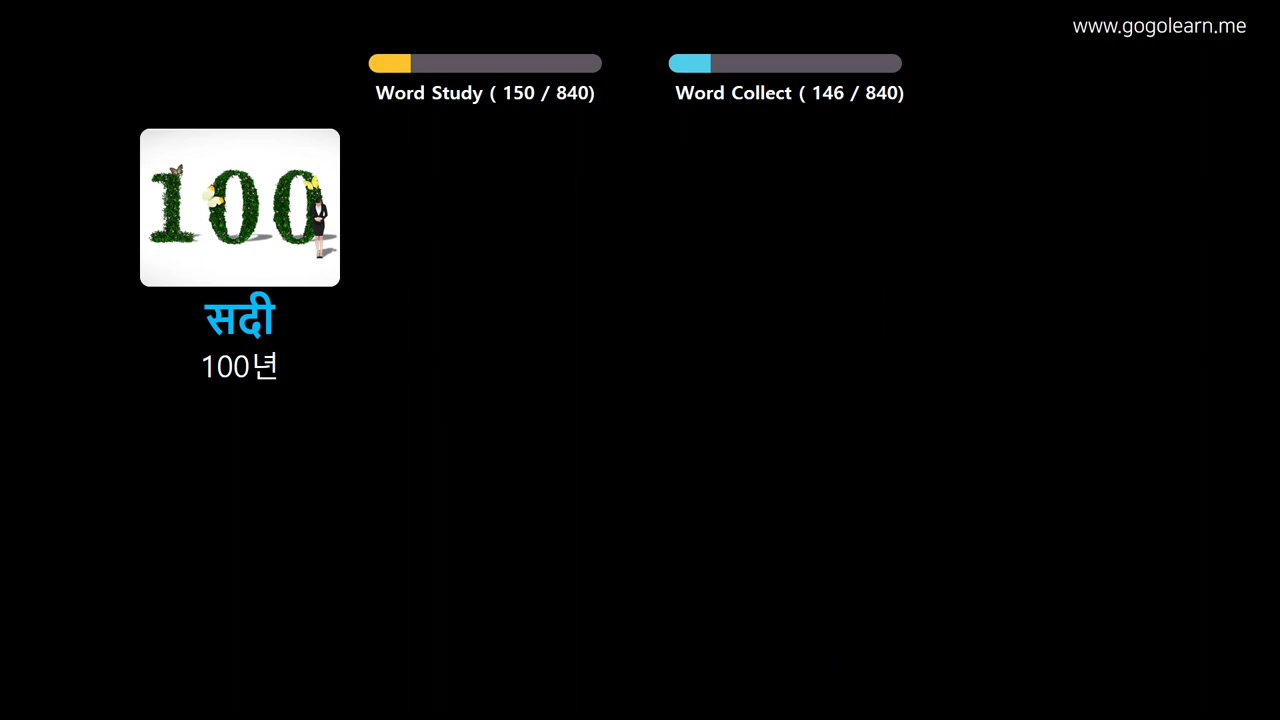 www.gogolearn.me
Word Study ( 150 / 840)
Word Collect ( 146 / 840)
100
सदी
100년